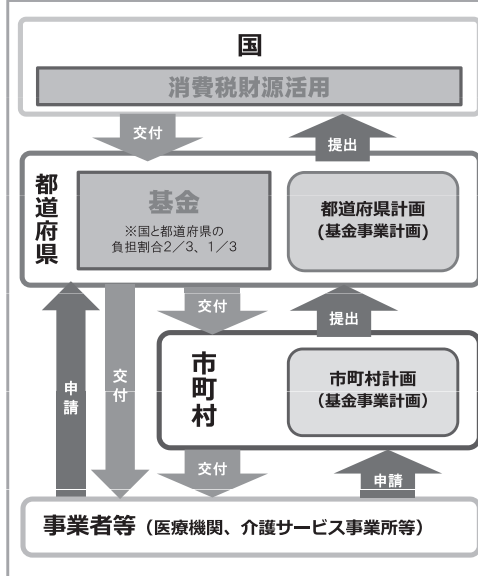 国
消費税財源活用
交付
提出
都道府県
基金
※国と都道府県の
負担割合2／3、1／3
都道府県計画
(基金事業計画)
交付
提出
申請
交付
市町村
市町村計画
(基金事業計画)
交付
申請
事業者等（医療機関、介護サービス事業所等）